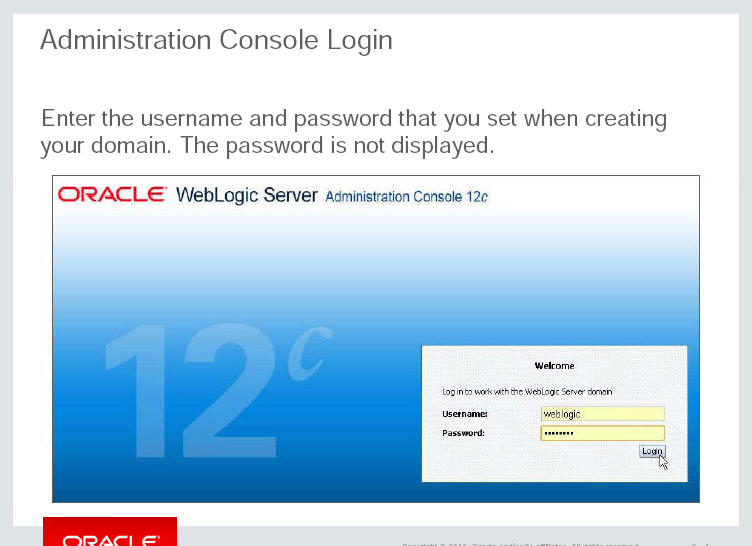 Administration Console Login
Enter the username and password that you set when creating
your domain. The password is not displayed.
ORACLE WebLogic Server Administration Console 12c
12c
Welcome
Log in to work with the WebLogic Server domain
Username: weblogic
Password: ••••••••
Login
ORACLE